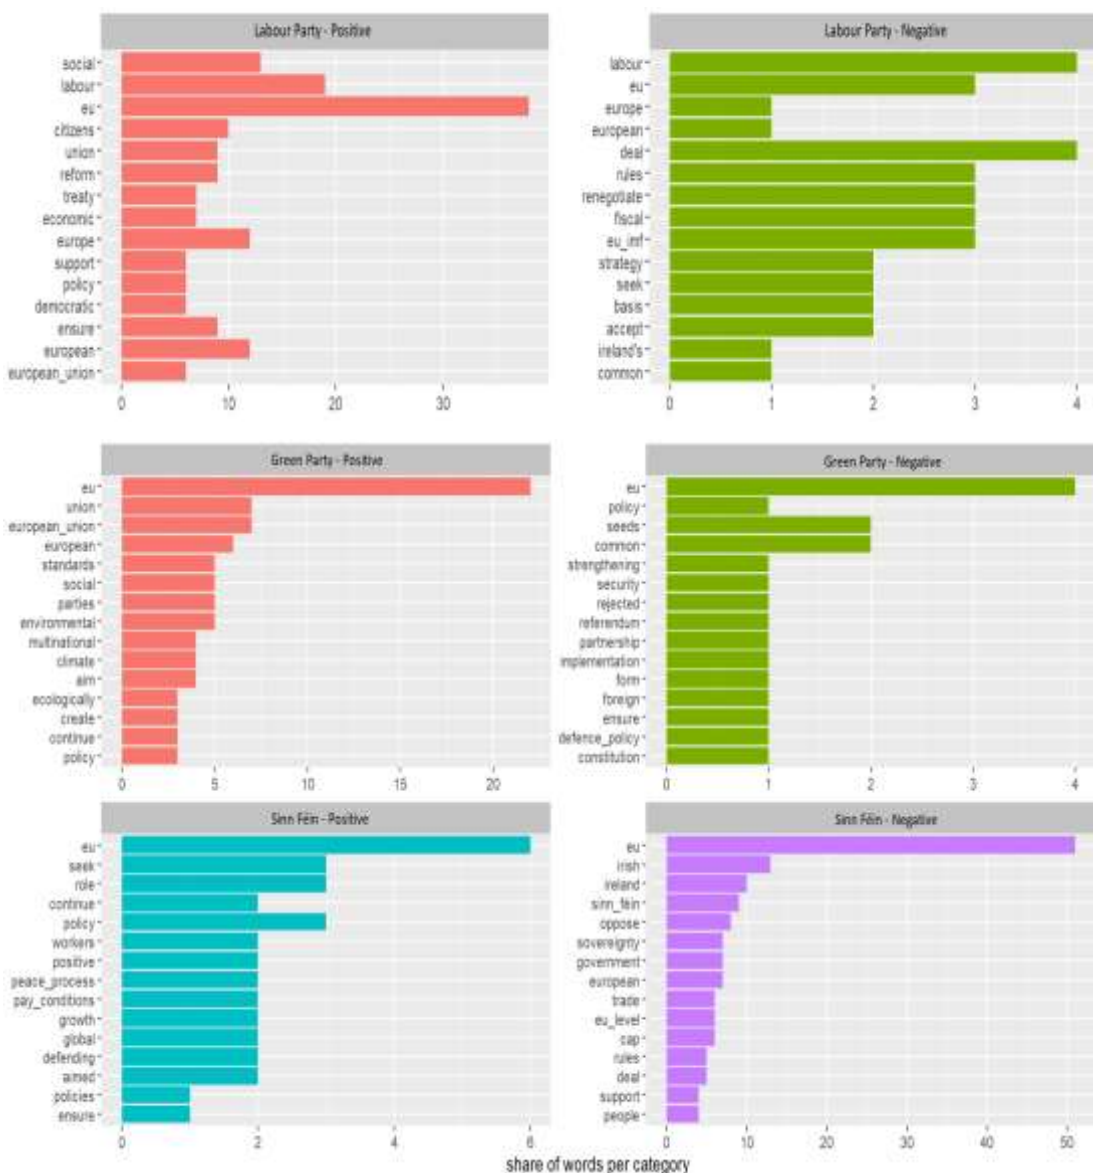 Labour Party - Positive
social
labour
eu
citizens
union
reform
treaty
economic
europe
support
policy
democratic
ensure
european
european_union
0 10 20 30
Labour Party - Negative
labour
eu
europe
european
deal
rules
renegotiate
fiscal
eu_imf
strategy
seek
basis
accept
ireland's
common
0 1 2 3 4
Green Party - Positive
eu
union
european_union
european
standards
social
parties
environmental
multinational
climate
aim
ecologically
create
continue
policy
0 5 10 15 20
Green Party - Negative
eu
policy
seeds
common
strengthening
security
rejected
referendum
partnership
implementation
form
foreign
ensure
defence_policy
constitution
0 1 2 3 4
Sinn Féin - Positive
eu
seek
role
continue
policy
workers
positive
peace_process
pay_conditions
growth
global
defending
aimed
policies
ensure
0 2 4 6
Sinn Féin - Negative
eu
irish
ireland
sinn_féin
oppose
sovereignty
government
european
trade
eu_level
cap
rules
deal
support
people
0 10 20 30 40 50
share of words per category